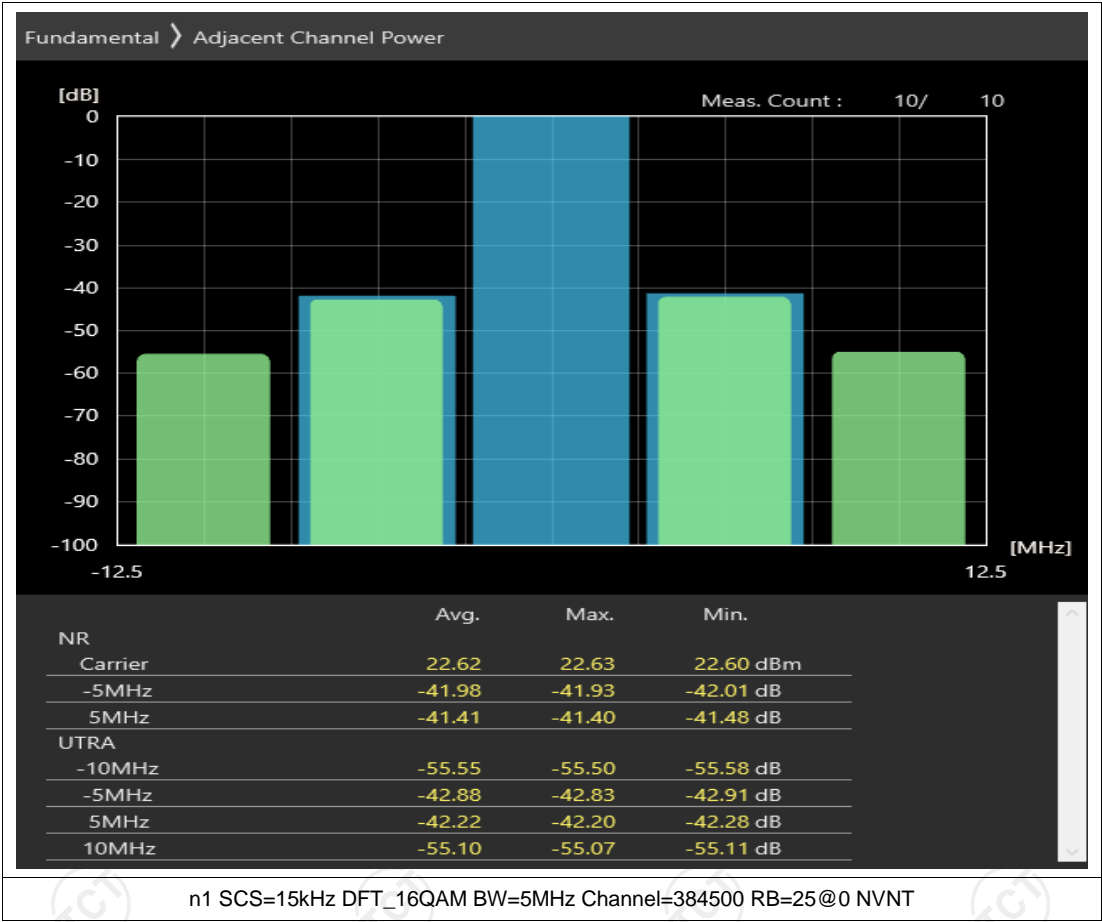 Fundamental ❯ Adjacent Channel Power
[dB]
Meas. Count : 10/ 10
0
-10
-20
-30
-40
-50
-60
-70
-80
-90
-100
[MHz]
-12.5 12.5
Avg. Max. Min.
NR
Carrier 22.62 22.63 22.60 dBm
-5MHz -41.98 -41.93 -42.01 dB
5MHz -41.41 -41.40 -41.48 dB
UTRA
-10MHz -55.55 -55.50 -55.58 dB
-5MHz -42.88 -42.83 -42.91 dB
5MHz -42.22 -42.20 -42.28 dB
10MHz -55.10 -55.07 -55.11 dB
n1 SCS=15kHz DFT_16QAM BW=5MHz Channel=384500 RB=25@0 NVNT
TCT TCT TCT TCT TCT